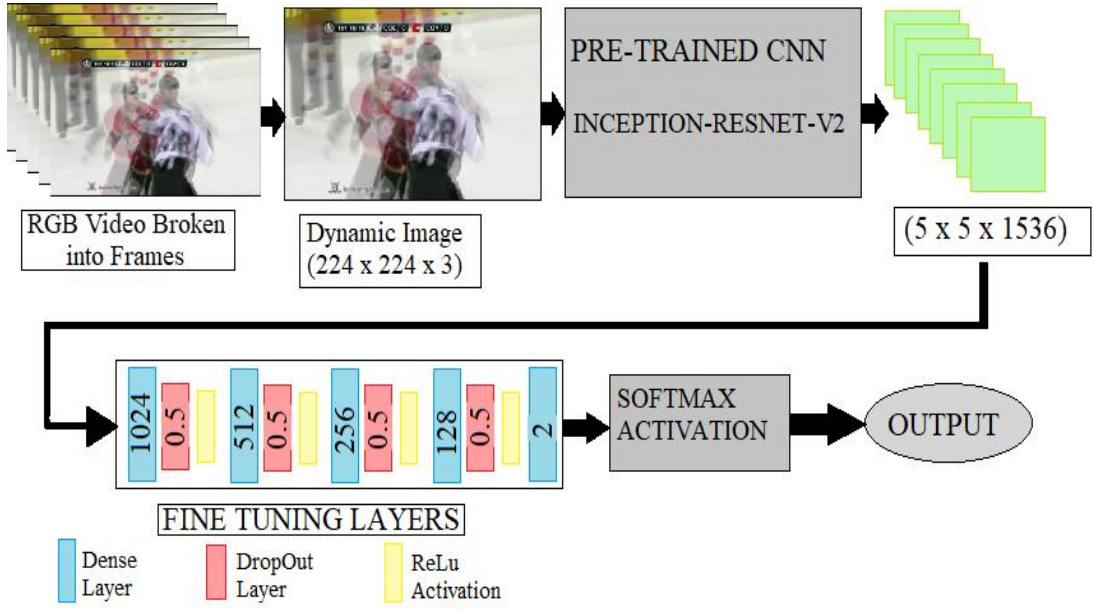 PRE-TRAINED CNN
INCEPTION-RESNET-V2
RGB Video Broken
into Frames
Dynamic Image
(224 x 224 x 3)
(5 x 5 x 1536)
1024
0.5
512
0.5
256
0.5
128
0.5
2
SOFTMAX
ACTIVATION
OUTPUT
FINE TUNING LAYERS
Dense
Layer
DropOut
Layer
ReLu
Activation